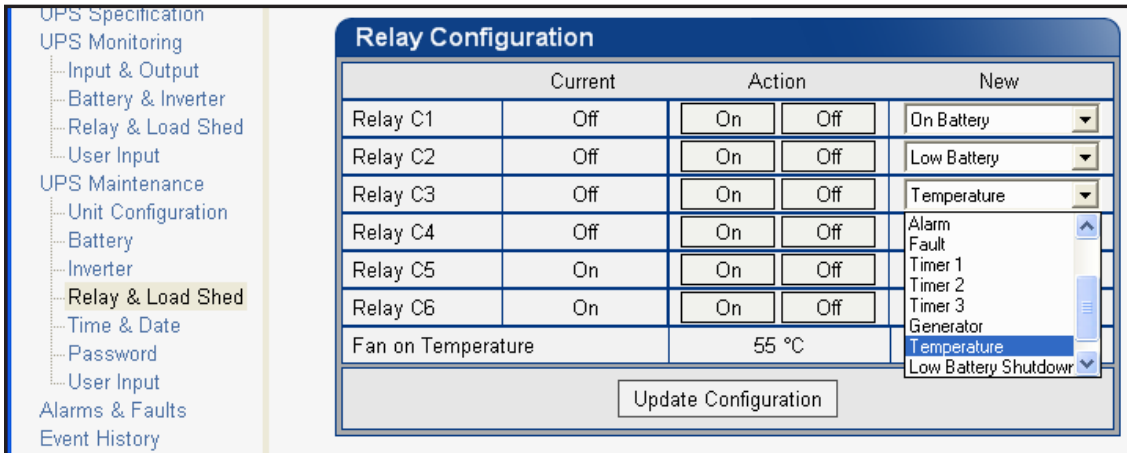 UPS Specification
UPS Monitoring
Input & Output
Battery & Inverter
Relay & Load Shed
User Input
UPS Maintenance
Unit Configuration
Battery
Inverter
Relay & Load Shed
Time & Date
Password
User Input
Alarms & Faults
Event History
Relay Configuration
Current Action New
Relay C1 Off On Off On Battery
Relay C2 Off On Off Low Battery
Relay C3 Off On Off Temperature
Relay C4 Off On Off
Relay C5 On On Off
Relay C6 On On Off
Fan on Temperature 55 °C
Alarm
Fault
Timer 1
Timer 2
Timer 3
Generator
Temperature
Low Battery Shutdown
Update Configuration